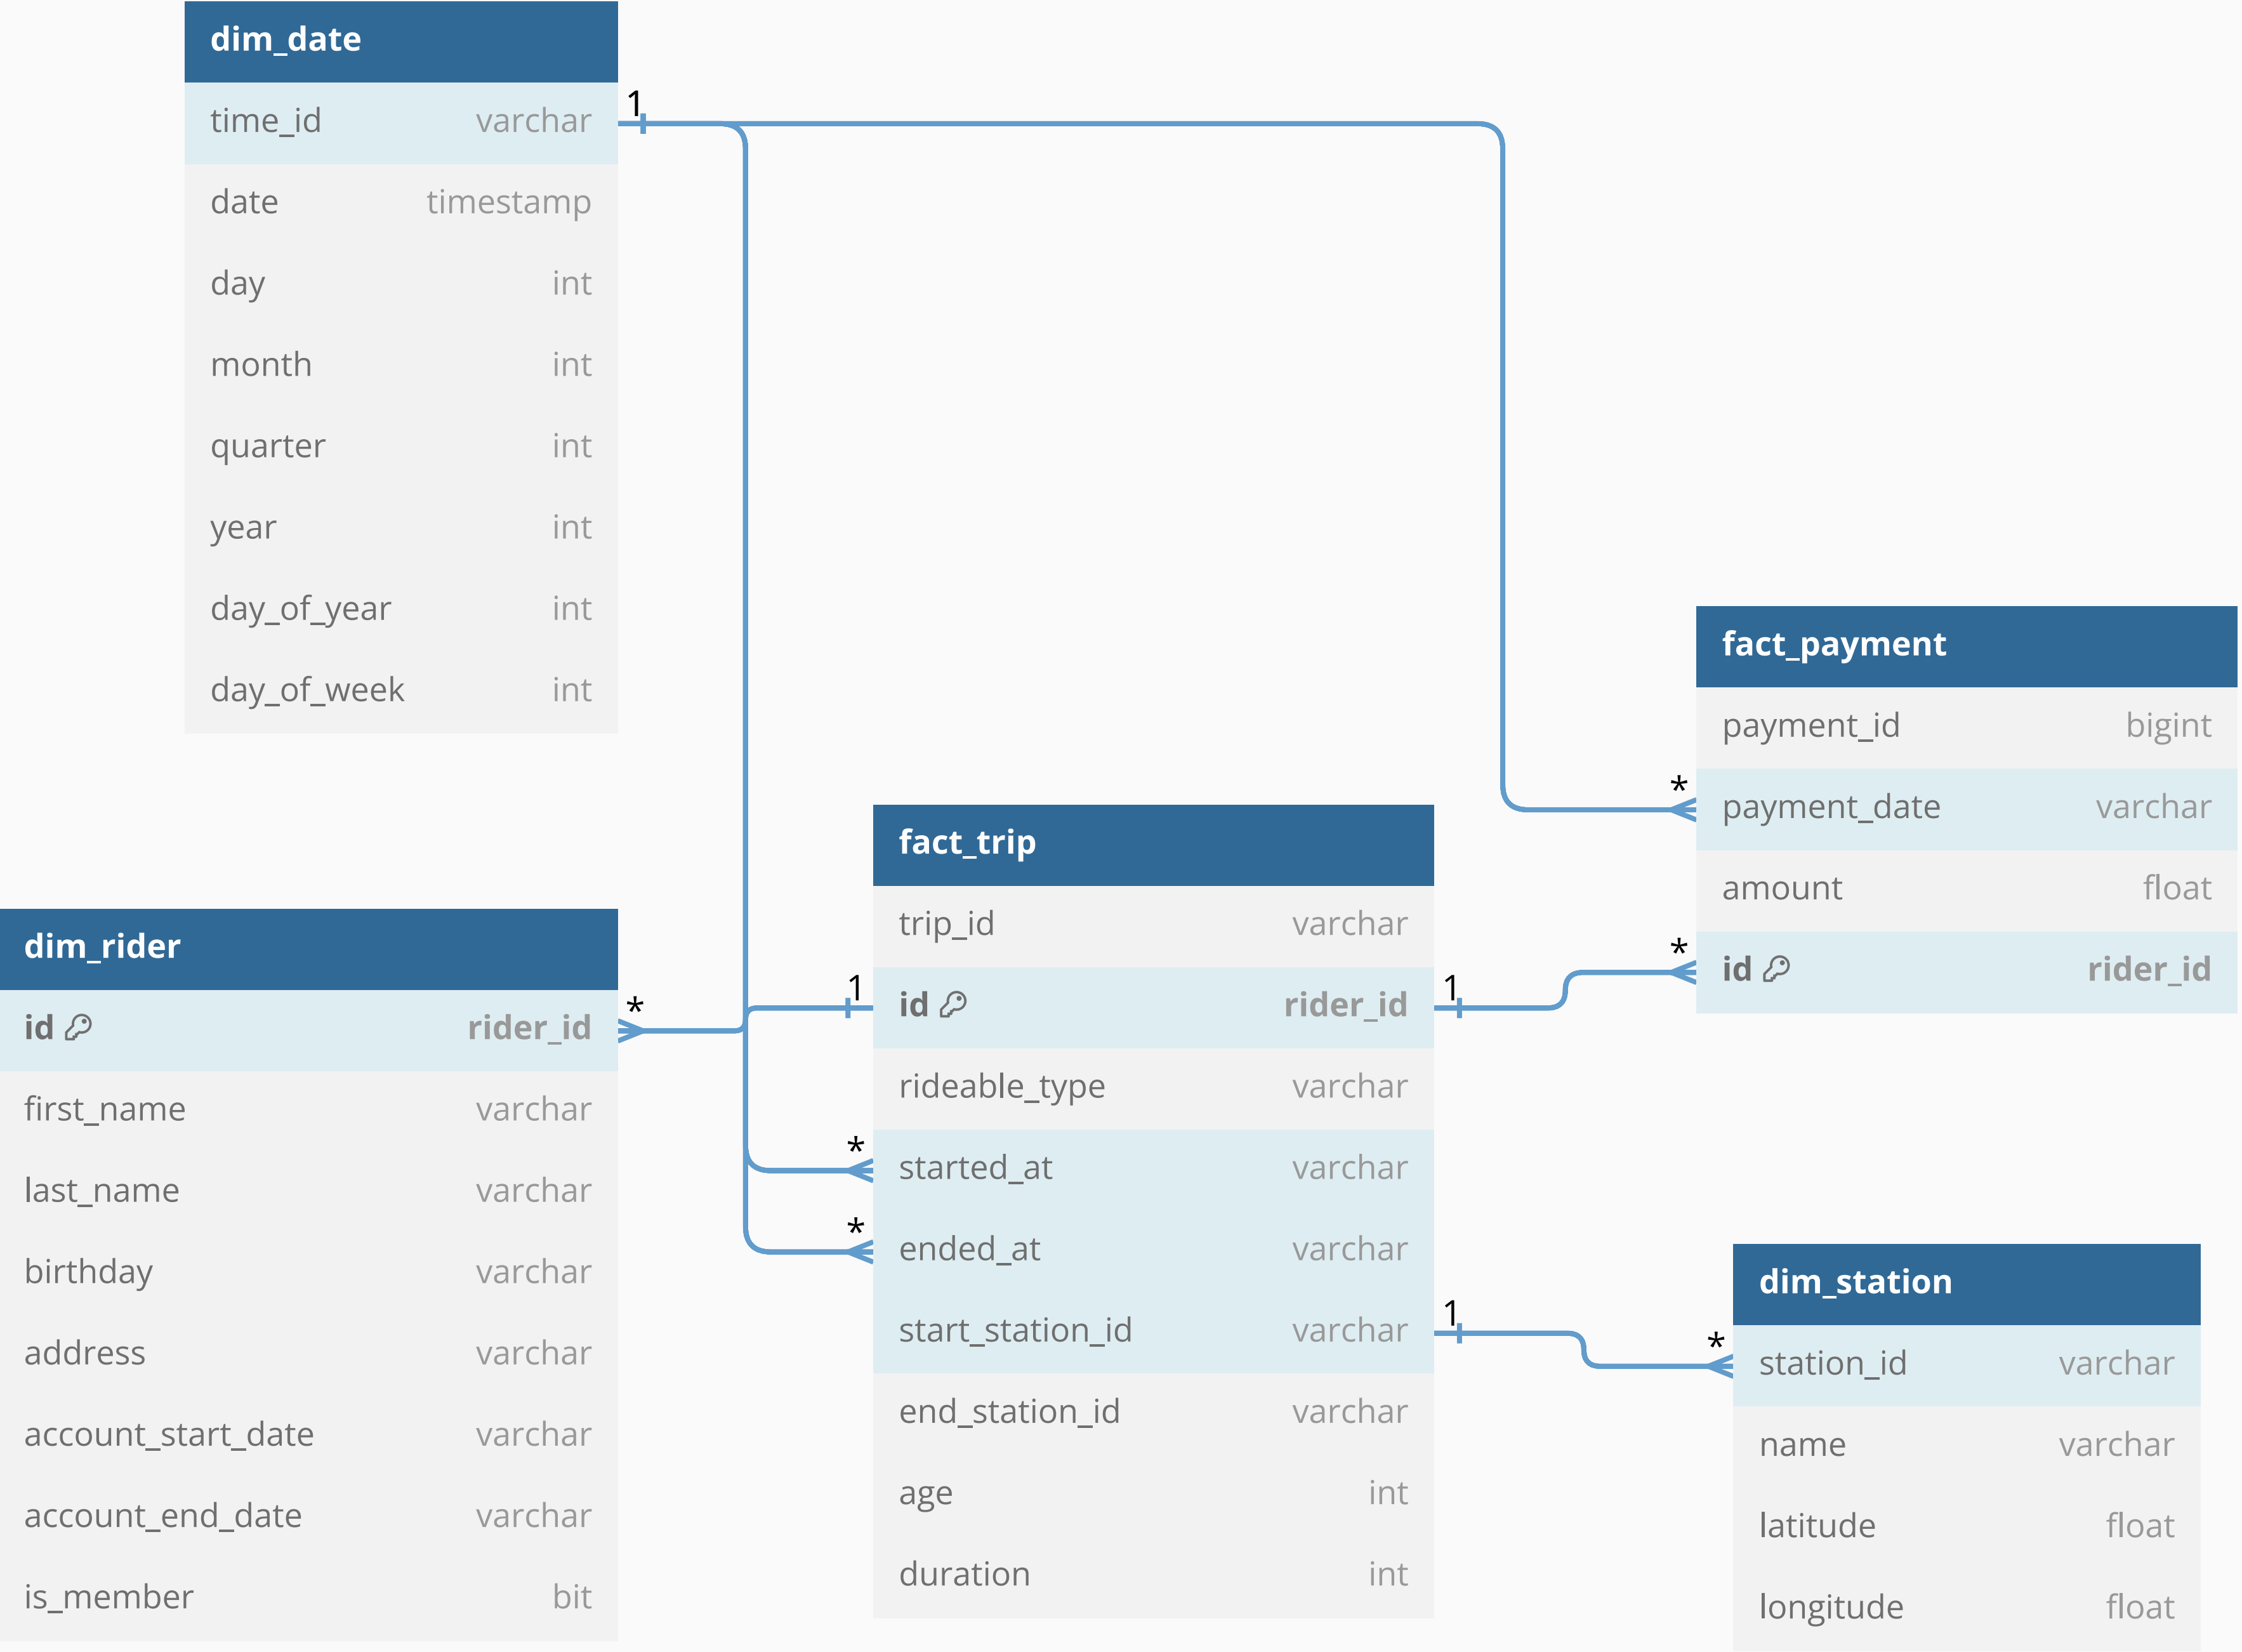 dim_date
time_id varchar
date timestamp
day int
month int
quarter int
year int
day_of_year int
day_of_week int
1
fact_payment
payment_id bigint
* payment_date varchar
amount float
* id rider_id
fact_trip
trip_id varchar
1 id rider_id 1
rideable_type varchar
* started_at varchar
* ended_at varchar
start_station_id varchar 1
end_station_id varchar
age int
duration int
dim_rider
id rider_id *
first_name varchar
last_name varchar
birthday varchar
address varchar
account_start_date varchar
account_end_date varchar
is_member bit
dim_station
* station_id varchar
name varchar
latitude float
longitude float